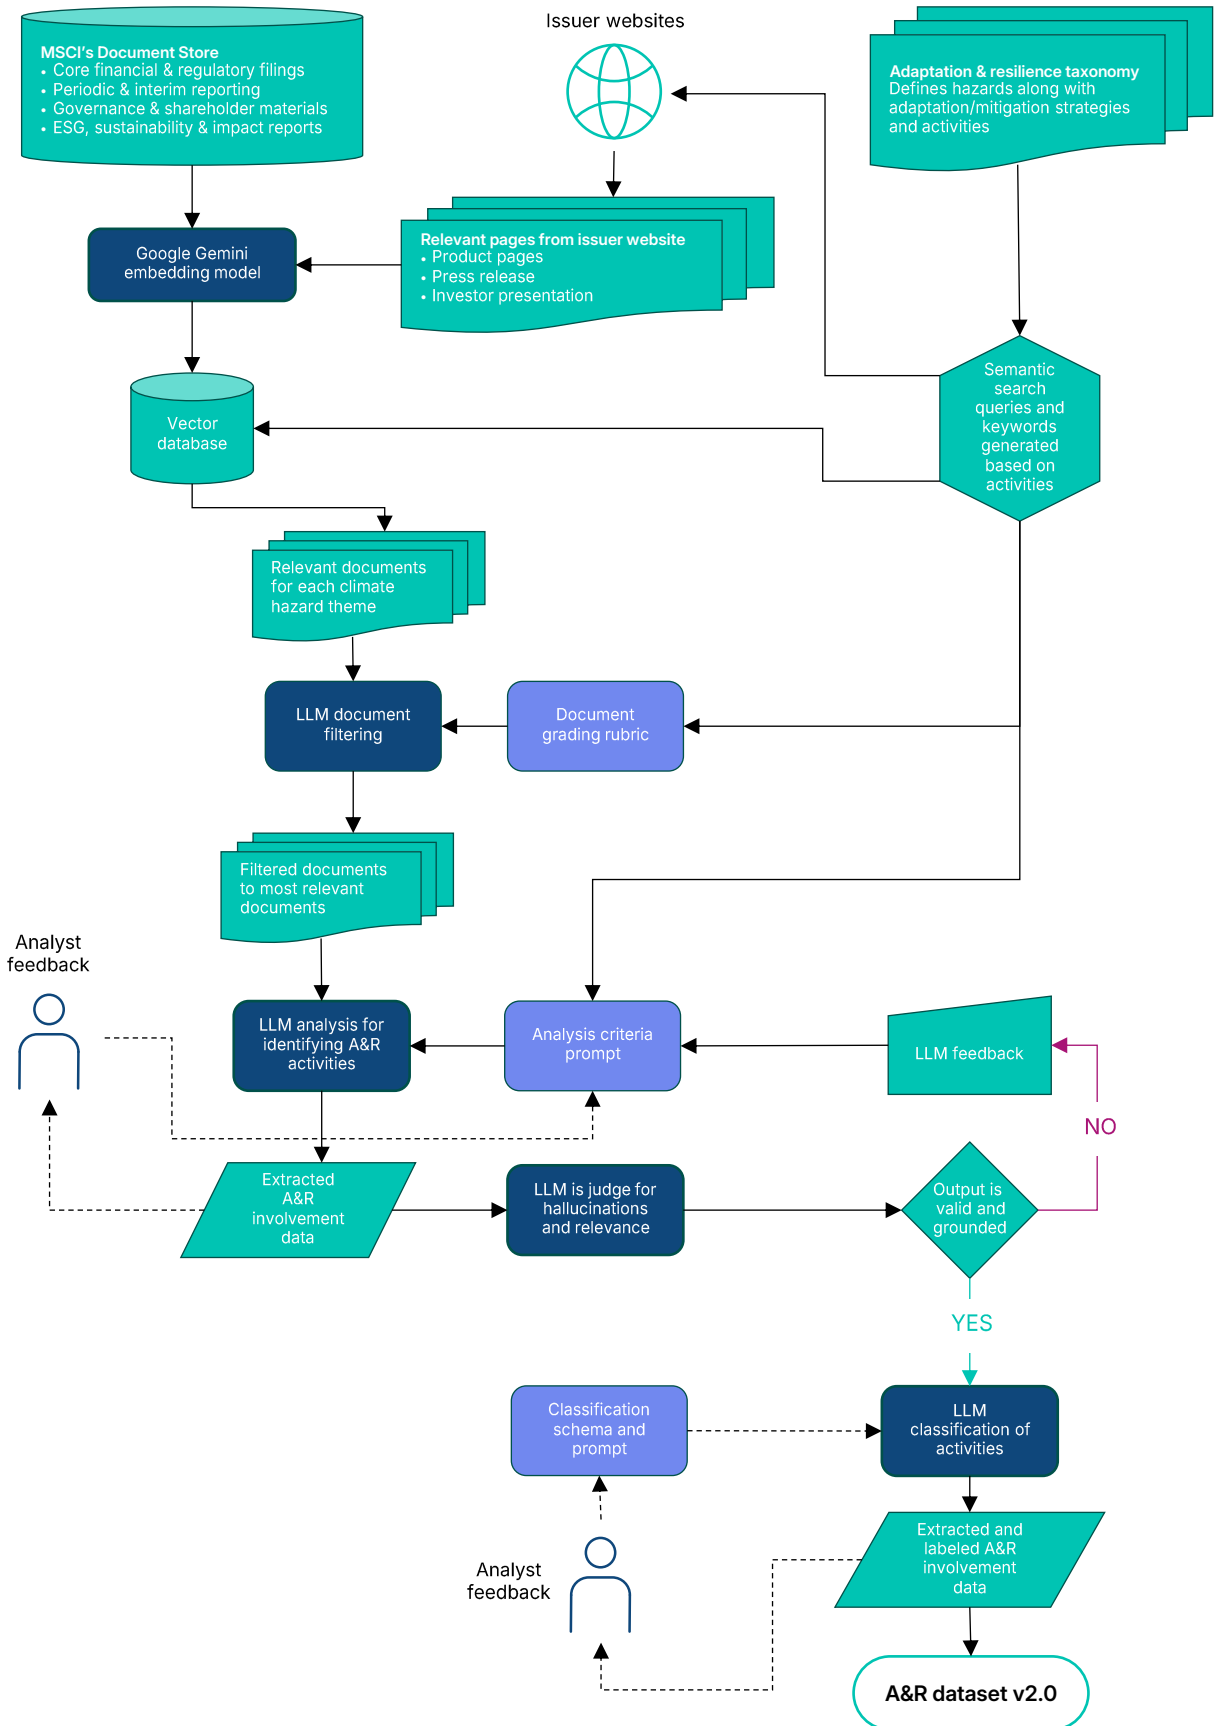 MSCI's Document Store
• Core financial & regulatory filings
• Periodic & interim reporting
• Governance & shareholder materials
• ESG, sustainability & impact reports
Issuer websites
Adaptation & resilience taxonomy
Defines hazards along with
adaptation/mitigation strategies
and activities
Google Gemini
embedding model
Relevant pages from issuer website
• Product pages
• Press release
• Investor presentation
Semantic
search
queries and
keywords
generated
based on
activities
Vector
database
Relevant documents
for each climate
hazard theme
LLM document
filtering
Document
grading rubric
Filtered documents
to most relevant
documents
Analyst
feedback
LLM analysis for
identifying A&R
activities
Analysis criteria
prompt
LLM feedback
NO
Extracted
A&R
involvement
data
LLM is judge for
hallucinations
and relevance
Output is
valid and
grounded
YES
Classification
schema and
prompt
LLM
classification of
activities
Extracted and
labeled A&R
involvement
data
Analyst
feedback
A&R dataset v2.0